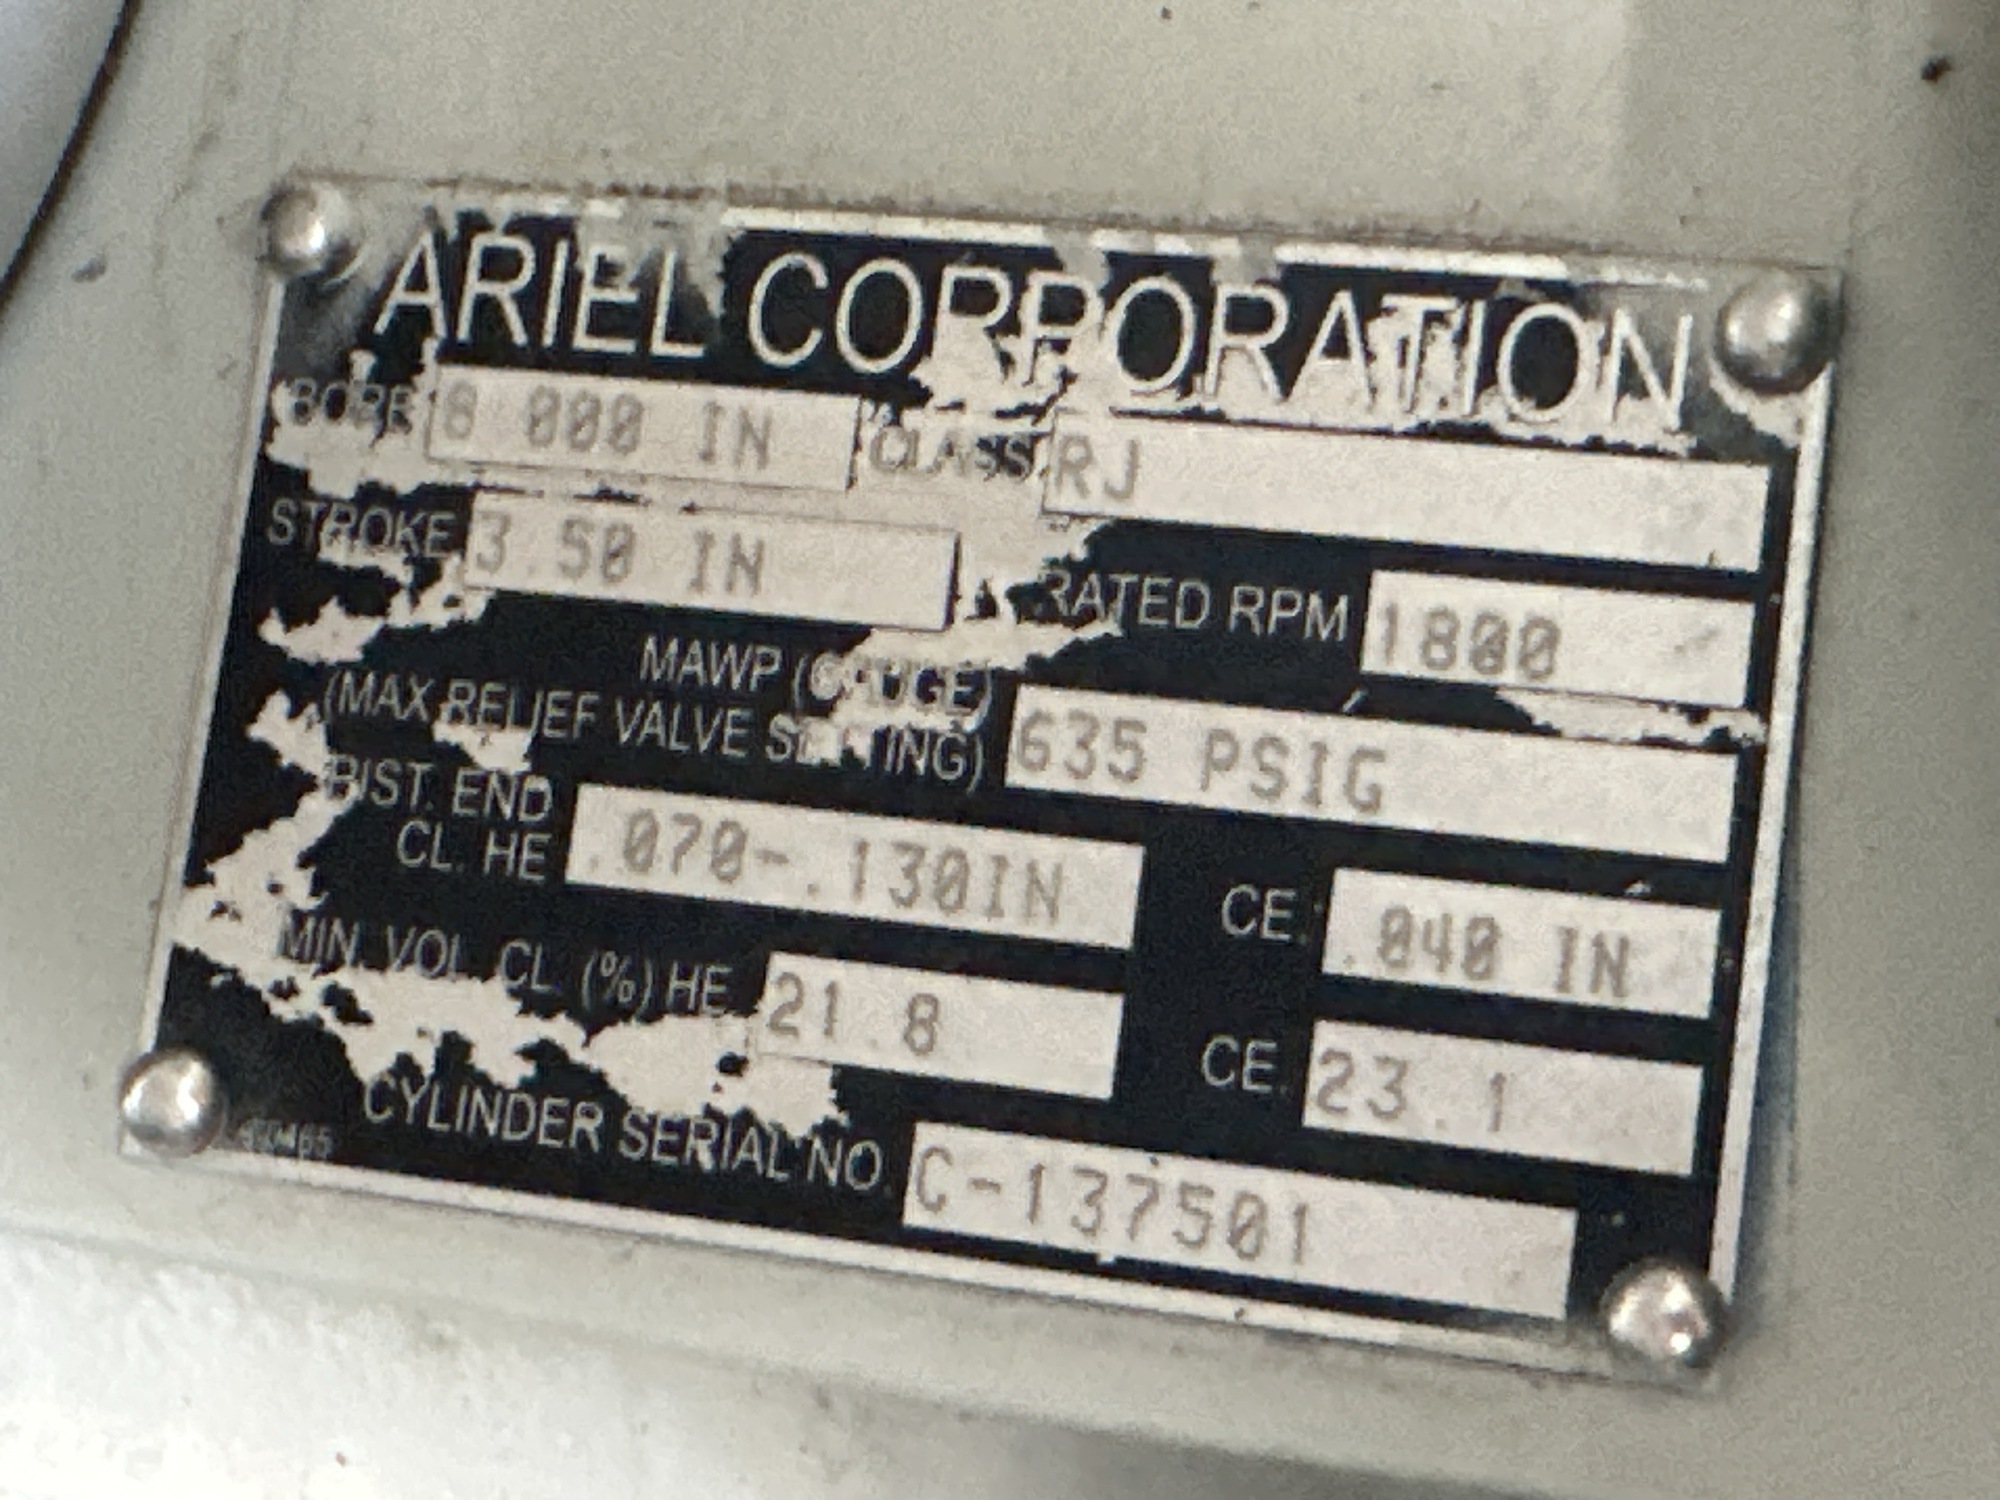 ARIEL CORPORATION
BORE 8 000 IN CLASS RJ
STROKE 3.50 IN RATED RPM 1800
MAWP (GAUGE)
(MAX RELIEF VALVE SETTING) 635 PSIG
PIST. END
CL. HE .070-.130IN CE. .040 IN
MIN. VOL. CL. (%) HE 21.8 CE. 23.1
CYLINDER SERIAL NO. C-137501